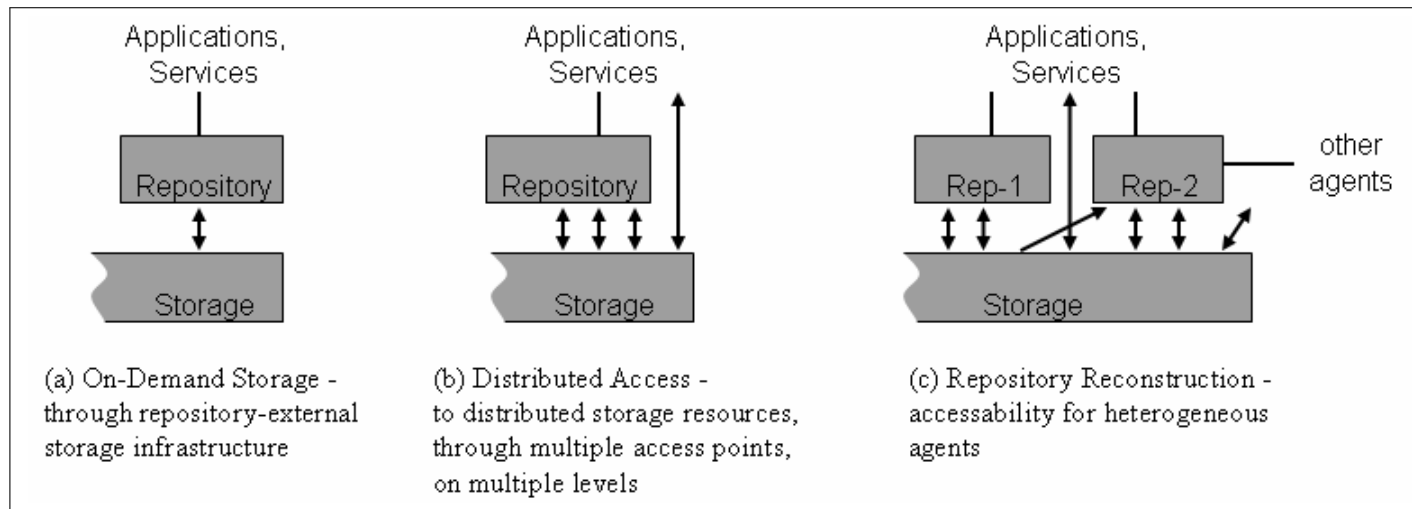 Applications,
Services
Repository
Storage
(a) On-Demand Storage -
through repository-external
storage infrastructure
Applications,
Services
Repository
Storage
(b) Distributed Access -
to distributed storage resources,
through multiple access points,
on multiple levels
Applications,
Services
Rep-1
Rep-2
other
agents
Storage
(c) Repository Reconstruction -
accessability for heterogeneous
agents